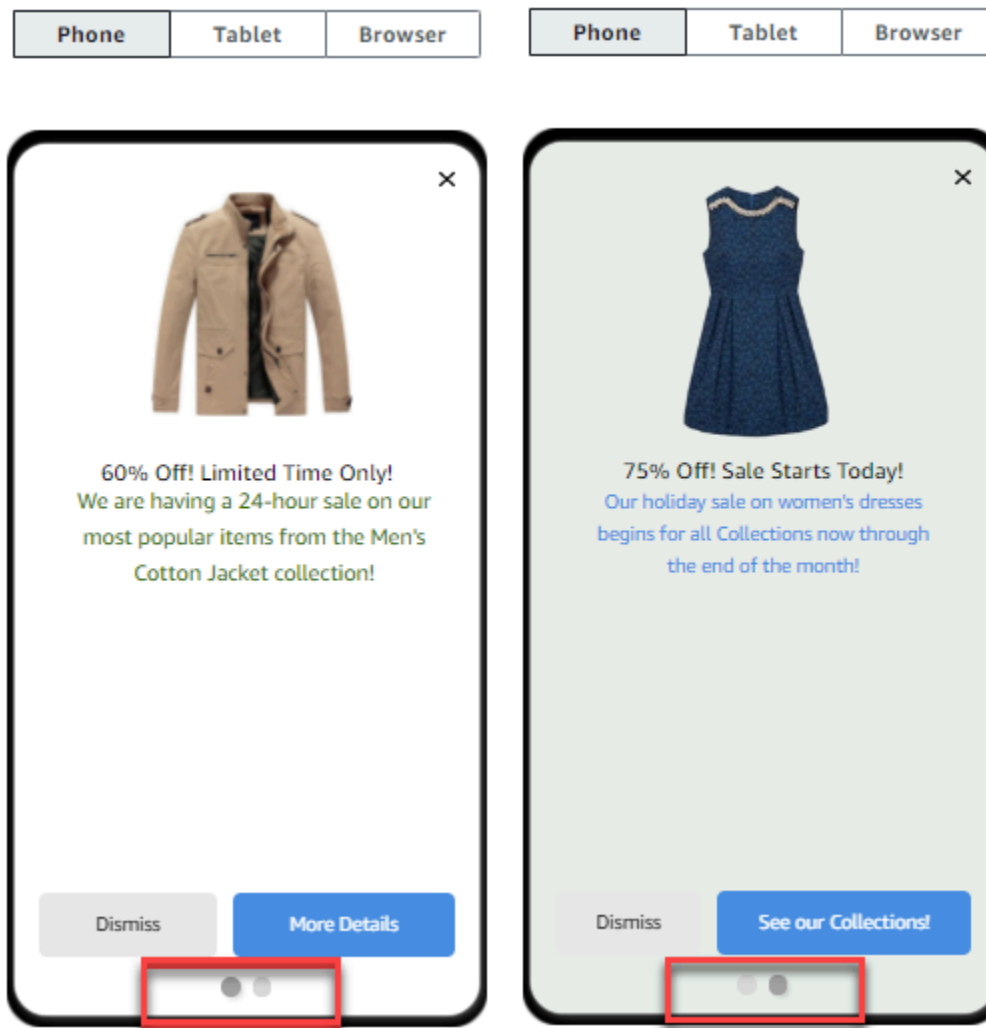 Phone Tablet Browser
×
60% Off! Limited Time Only!
We are having a 24-hour sale on our
most popular items from the Men's
Cotton Jacket collection!
Dismiss More Details
Phone Tablet Browser
×
75% Off! Sale Starts Today!
Our holiday sale on women's dresses
begins for all Collections now through
the end of the month!
Dismiss See our Collections!